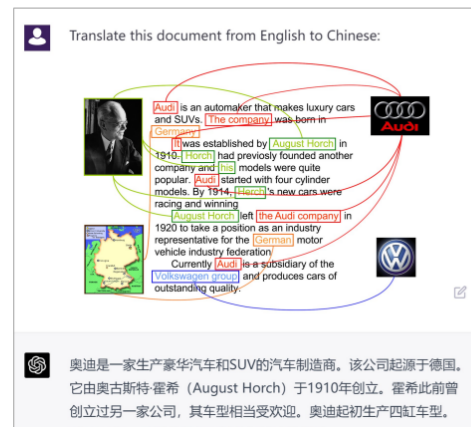 Translate this document from English to Chinese:
Audi is an automaker that makes luxury cars
and SUVs. The company was born in
Germany
It was established by August Horch in
1910. Horch had previosly founded another
company and his models were quite
popular. Audi started with four cylinder
models. By 1914, Horch's new cars were
racing and winning
August Horch left the Audi company in
1920 to take a position as an industry
representative for the German motor
vehicle industry federation
Currently Audi is a subsidiary of the
Volkswagen group and produces cars of
outstanding quality.
Audi
奥迪是一家生产豪华汽车和SUV的汽车制造商。该公司起源于德国。
它由奥古斯特·霍希（August Horch）于1910年创立。霍希此前曾
创立过另一家公司，其车型相当受欢迎。奥迪起初生产四缸车型。